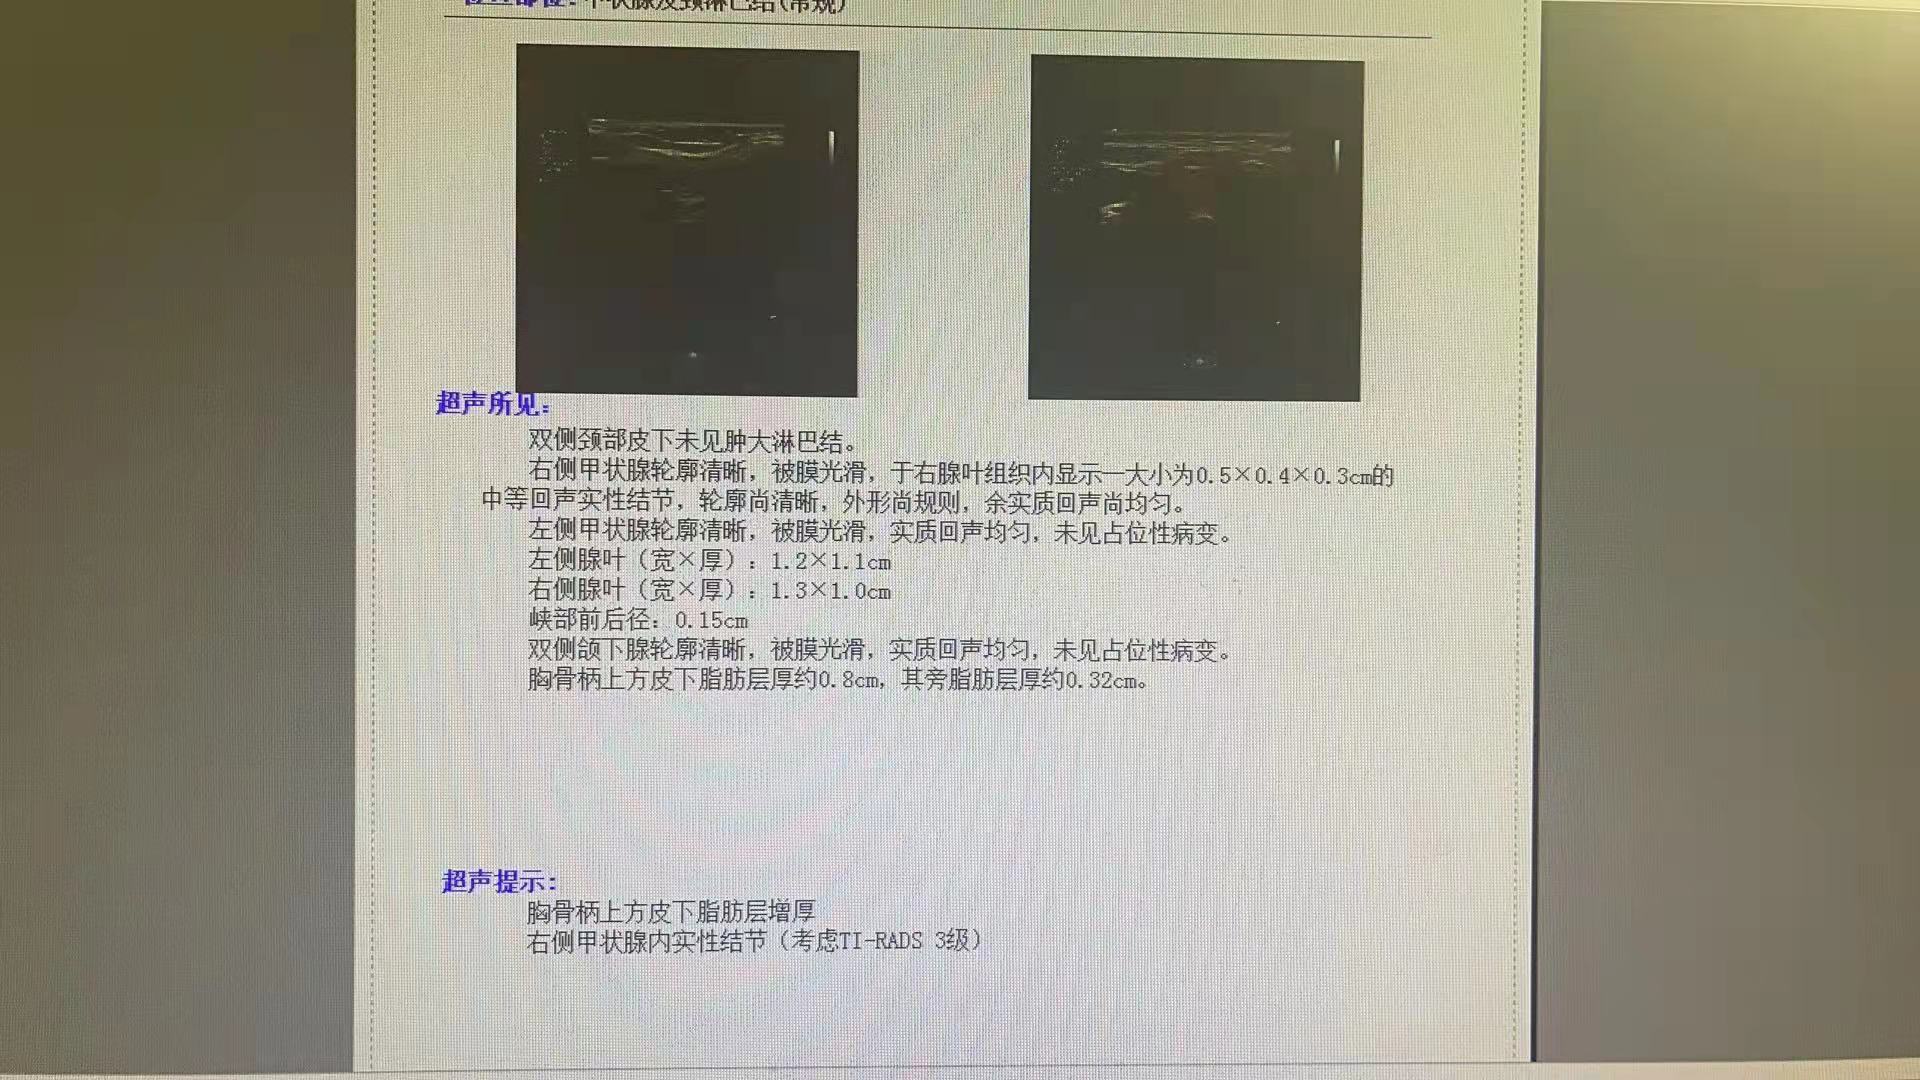 检查部位：甲状腺及颈淋巴结(常规)
超声所见：
双侧颈部皮下未见肿大淋巴结。
右侧甲状腺轮廓清晰，被膜光滑，于右腺叶组织内显示一大小为0.5×0.4×0.3cm的
中等回声实性结节，轮廓尚清晰，外形尚规则，余实质回声尚均匀。
左侧甲状腺轮廓清晰，被膜光滑，实质回声均匀，未见占位性病变。
左侧腺叶（宽×厚）：1.2×1.1cm
右侧腺叶（宽×厚）：1.3×1.0cm
峡部前后径：0.15cm
双侧颌下腺轮廓清晰，被膜光滑，实质回声均匀，未见占位性病变。
胸骨柄上方皮下脂肪层厚约0.8cm，其旁脂肪层厚约0.32cm。
超声提示：
胸骨柄上方皮下脂肪层增厚
右侧甲状腺内实性结节（考虑TI-RADS 3级）